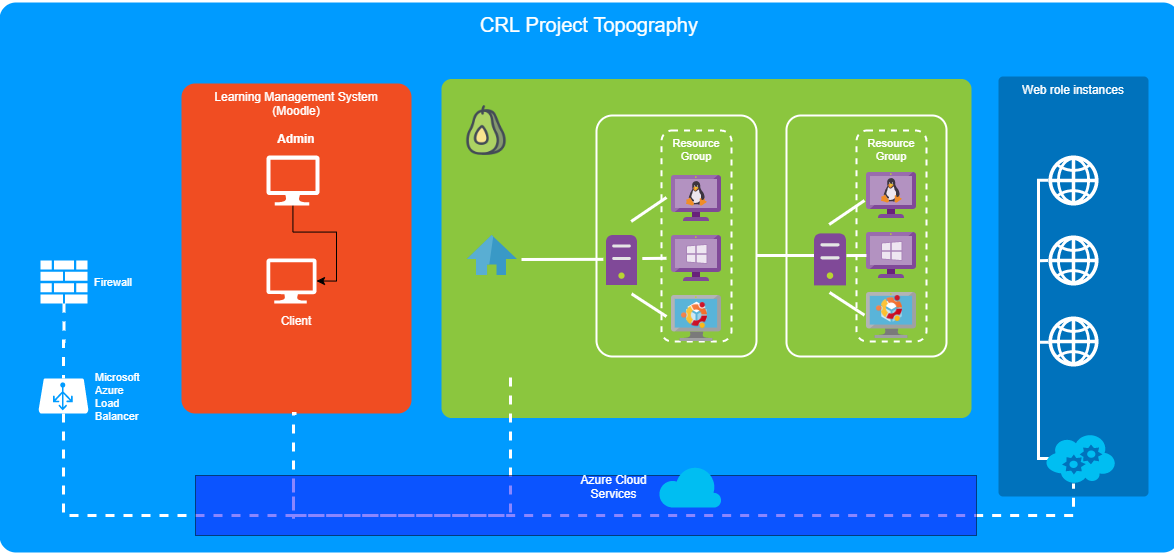 CRL Project Topography
Learning Management System
(Moodle)
Admin
Client
Firewall
Microsoft
Azure
Load
Balancer
Resource
Group
Resource
Group
Web role instances
Azure Cloud
Services